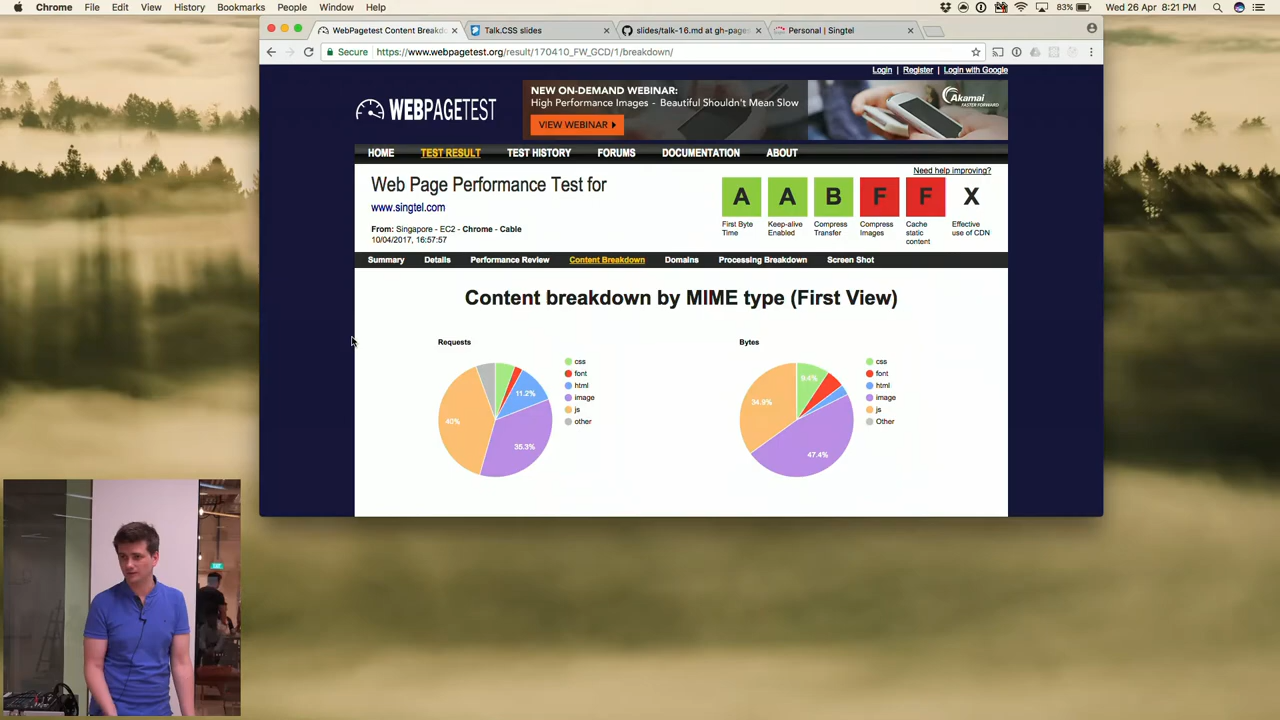 Chrome File Edit View History Bookmarks People Window Help 83% Wed 26 Apr 8:21 PM
WebPagetest Content Breakdo Talk.CSS slides slides/talk-16.md at gh-pages Personal | Singtel
Secure https://www.webpagetest.org/result/170410_FW_GCD/1/breakdown/
Login | Register | Login with Google
WEBPAGETEST
NEW ON-DEMAND WEBINAR:
High Performance Images - Beautiful Shouldn't Mean Slow
VIEW WEBINAR
Akamai
FASTER FORWARD
HOME TEST RESULT TEST HISTORY FORUMS DOCUMENTATION ABOUT
Need help improving?
Web Page Performance Test for
www.singtel.com
From: Singapore - EC2 - Chrome - Cable
10/04/2017, 16:57:57
A A B F F X
First Byte Time
Keep-alive Enabled
Compress Transfer
Compress Images
Cache static content
Effective use of CDN
Summary Details Performance Review Content Breakdown Domains Processing Breakdown Screen Shot
Content breakdown by MIME type (First View)
Requests
css
font
html
image
js
other
11.2%
40%
35.3%
Bytes
css
font
html
image
js
Other
9.4%
34.9%
47.4%